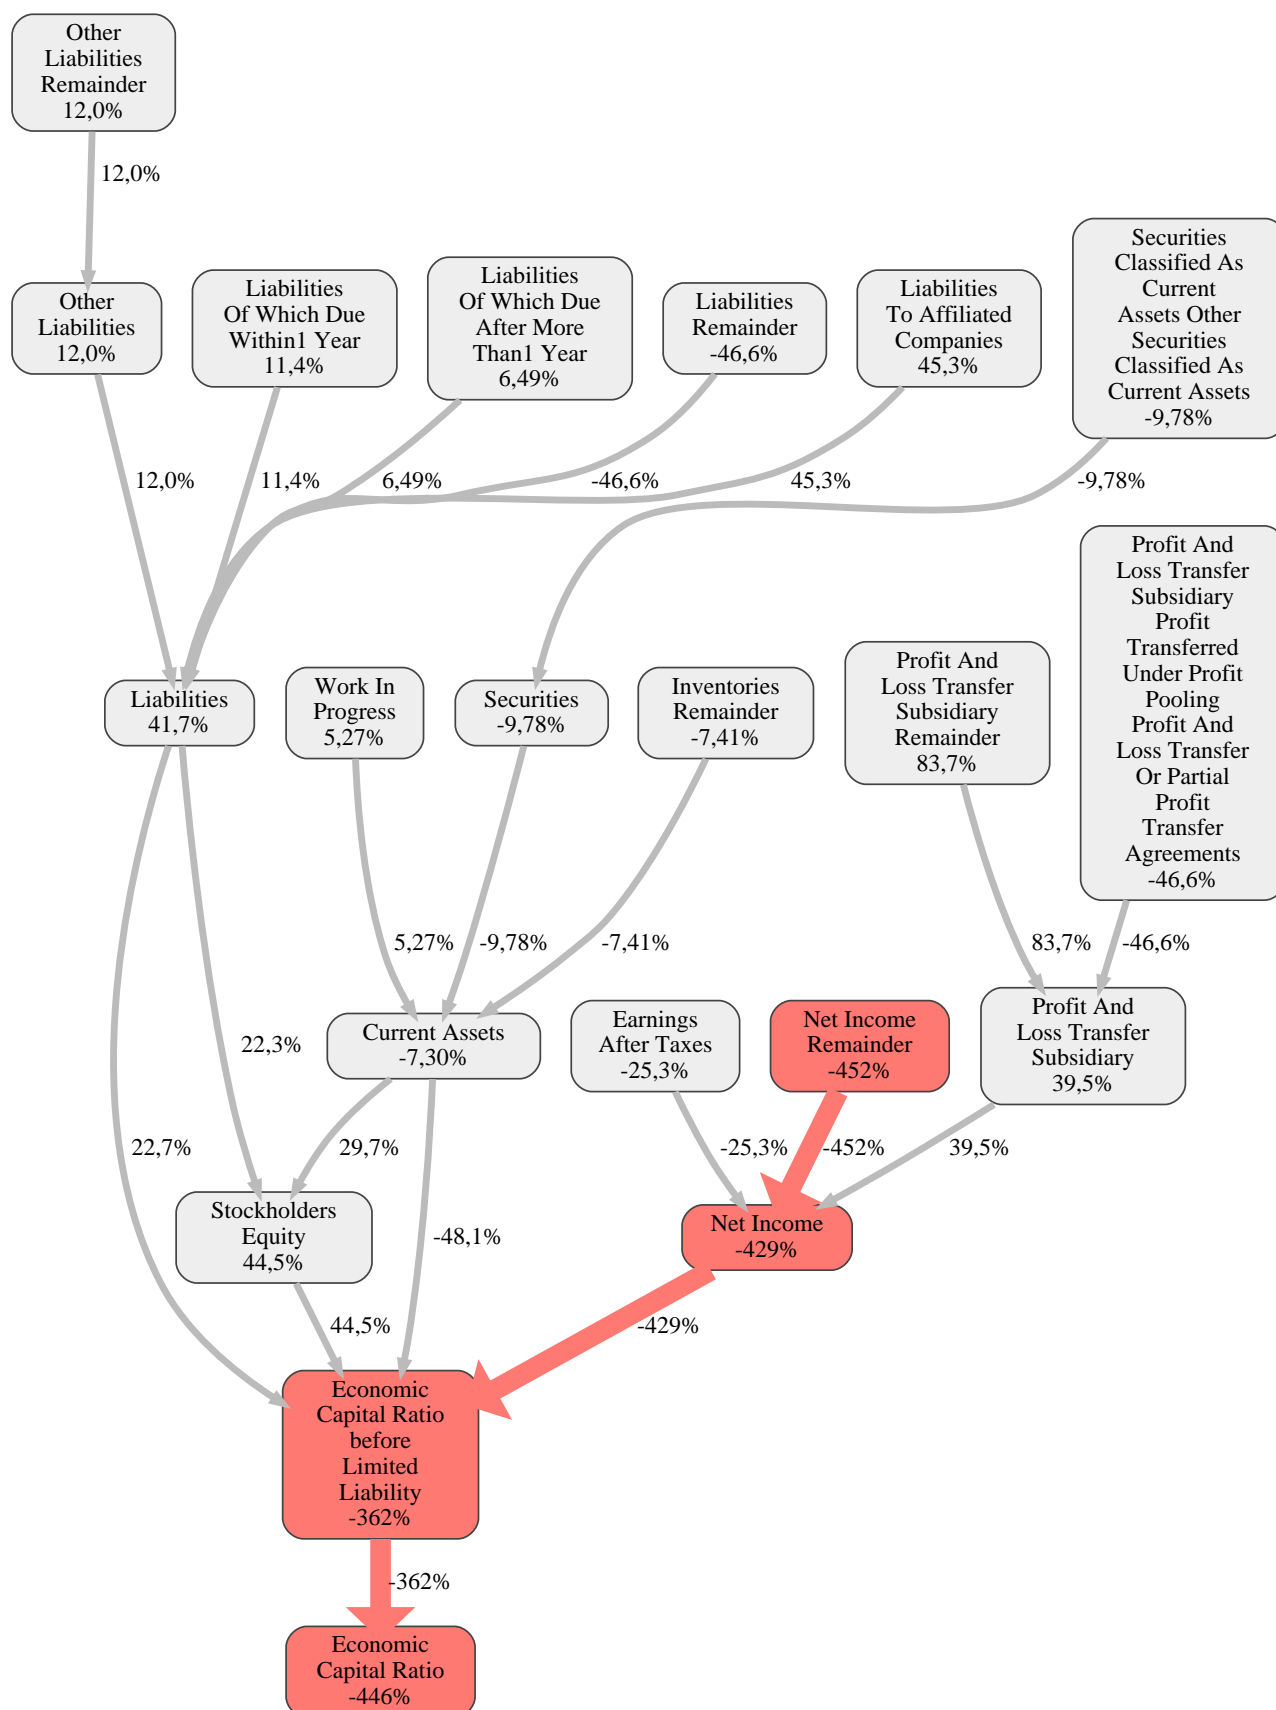 Other
Liabilities
Remainder
12,0%
12,0%
Other
Liabilities
12,0%
Liabilities
Of Which Due
Within1 Year
11,4%
Liabilities
Of Which Due
After More
Than1 Year
6,49%
Liabilities
Remainder
-46,6%
Liabilities
To Affiliated
Companies
45,3%
Securities
Classified As
Current
Assets Other
Securities
Classified As
Current Assets
-9,78%
12,0%
11,4%
6,49%
-46,6%
45,3%
-9,78%
Liabilities
41,7%
Work In
Progress
5,27%
Securities
-9,78%
Inventories
Remainder
-7,41%
Profit And
Loss Transfer
Subsidiary
Remainder
83,7%
Profit And
Loss Transfer
Subsidiary
Profit
Transferred
Under Profit
Pooling
Profit And
Loss Transfer
Or Partial
Profit
Transfer
Agreements
-46,6%
5,27%
-9,78%
-7,41%
83,7%
-46,6%
22,3%
Current Assets
-7,30%
Earnings
After Taxes
-25,3%
Net Income
Remainder
-452%
Profit And
Loss Transfer
Subsidiary
39,5%
22,7%
29,7%
-25,3%
-452%
39,5%
Stockholders
Equity
44,5%
-48,1%
Net Income
-429%
44,5%
-429%
Economic
Capital Ratio
before
Limited
Liability
-362%
-362%
Economic
Capital Ratio
-446%